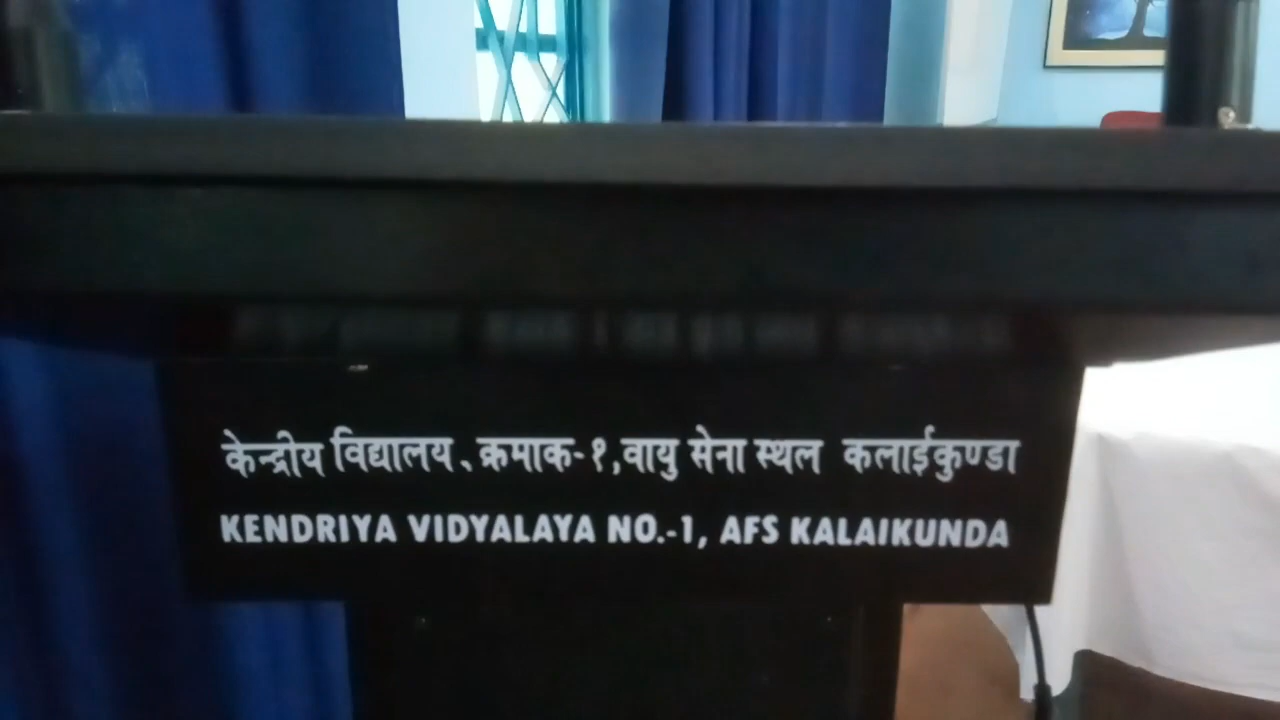 केन्द्रीय विद्यालय、क्रमाक-१,वायु सेना स्थल कलाईकुण्डा
KENDRIYA VIDYALAYA NO.-1, AFS KALAIKUNDA